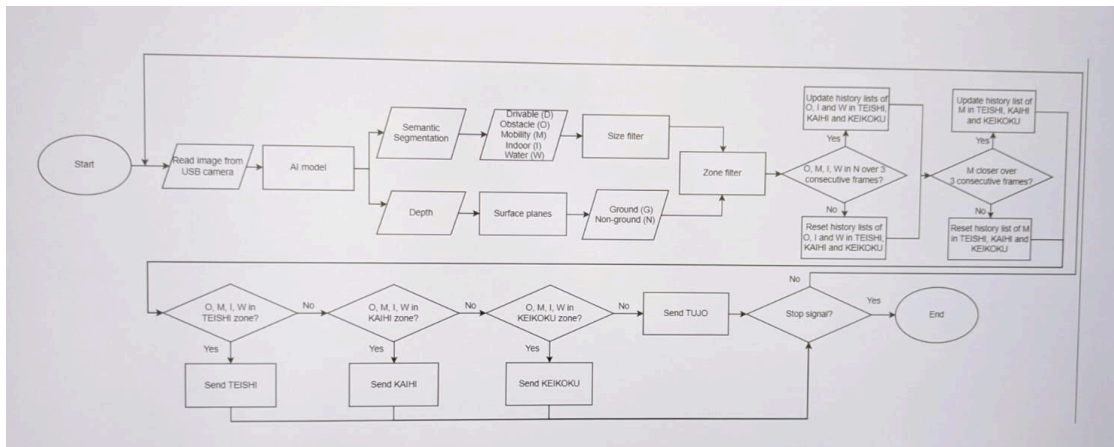 Start
Read image from
USB camera
AI model
Semantic
Segmentation
Drivable (D)
Obstacle (O)
Mobility (M)
Indoor (I)
Water (W)
Size filter
Depth
Surface planes
Ground (G)
Non-ground (N)
Zone filter
Update history lists of
O, I and W in TEISHI,
KAIHI and KEIKOKU
Yes
O, M, I, W in N over 3
consecutive frames?
No
Reset history lists of
O, I and W in TEISHI,
KAIHI and KEIKOKU
Update history list of
M in TEISHI, KAIHI
and KEIKOKU
Yes
M closer over
3 consecutive frames?
No
Reset history list of M
in TEISHI, KAIHI and
KEIKOKU
O, M, I, W in
TEISHI zone?
No
Yes
Send TEISHI
O, M, I, W in
KAIHI zone?
No
Yes
Send KAIHI
O, M, I, W in
KEIKOKU zone?
No
Yes
Send KEIKOKU
Send TUJO
No
Stop signal?
Yes
End